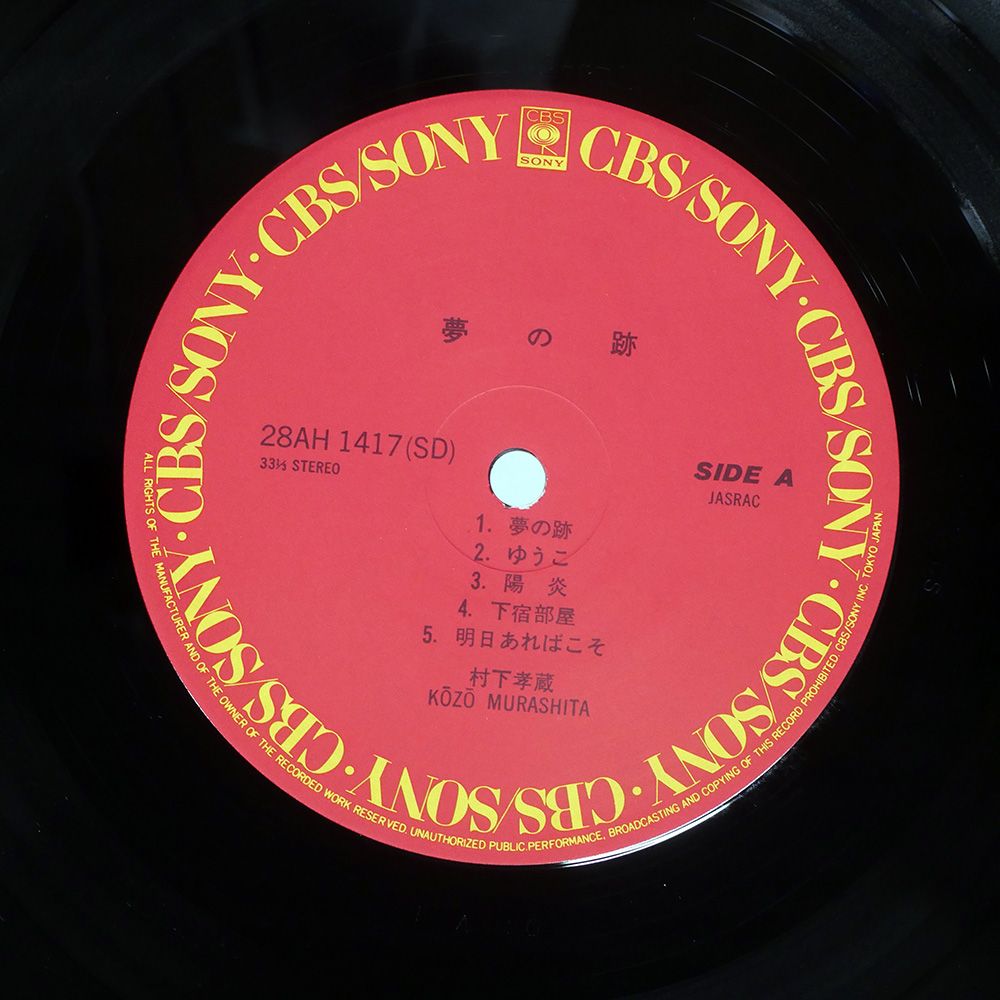 CBS
SONY
CBS/SONY · CBS/SONY · CBS/SONY · CBS/SONY · CBS/SONY · CBS/SONY · CBS/SONY · CBS/SONY
夢の跡
28AH 1417(SD)
33⅓ STEREO
SIDE A
JASRAC
1. 夢の跡
2. ゆうこ
3. 陽炎
4. 下宿部屋
5. 明日あればこそ
村下孝蔵
KŌZŌ MURASHITA
ALL RIGHTS OF THE MANUFACTURER AND OF THE OWNER OF THE RECORDED WORK RESERVED. UNAUTHORIZED PUBLIC.PERFORMANCE, BROADCASTING AND COPYING OF THIS RECORD PROHIBITED CBS/SONY INC. TOKYO JAPAN.